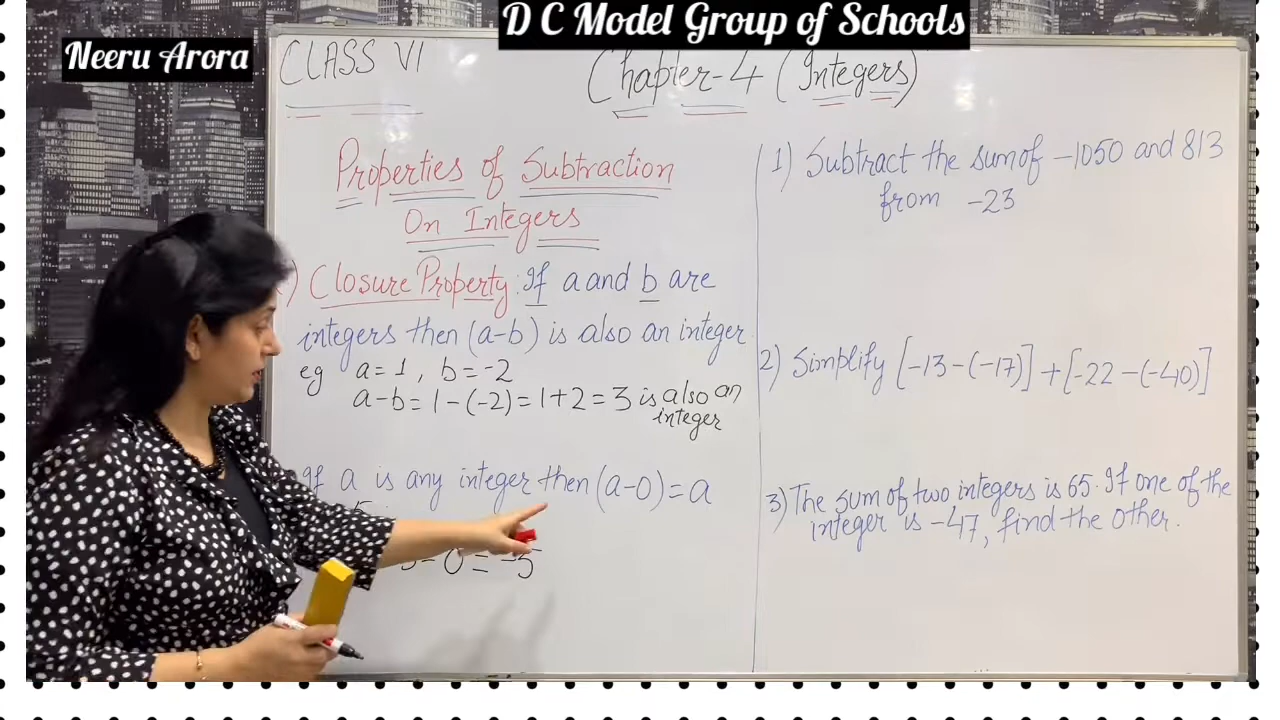 D C Model Group of Schools
Neeru Arora
CLASS VI
Chapter-4 (Integers)
Properties of Subtraction
On Integers
) Closure Property: If a and b are
integers then (a-b) is also an integer
eg a=1, b=-2
a-b= 1-(-2)=1+2=3 is also an
integer
If a is any integer then (a-0)=a
-0=-5
1) Subtract the sum of -1050 and 813
from -23
2) Simplify [-13-(-17)]+[-22-(-40)]
3) The sum of two integers is 65. If one of the
integer is -47, find the other.